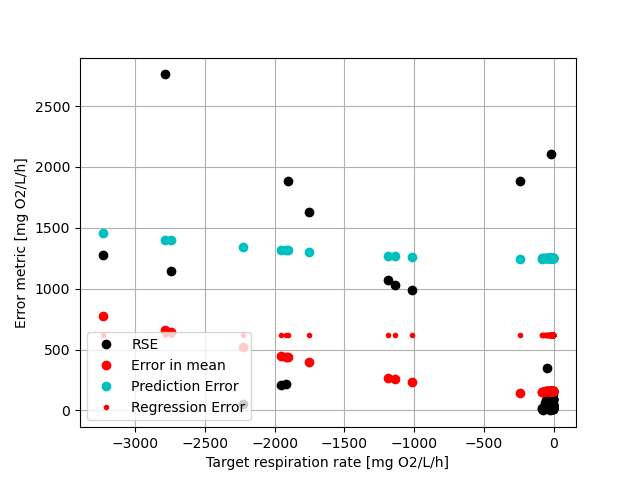 Error metric [mg O2/L/h]
2500
2000
1500
1000
500
0
RSE
Error in mean
Prediction Error
Regression Error
−3000 −2500 −2000 −1500 −1000 −500 0
Target respiration rate [mg O2/L/h]